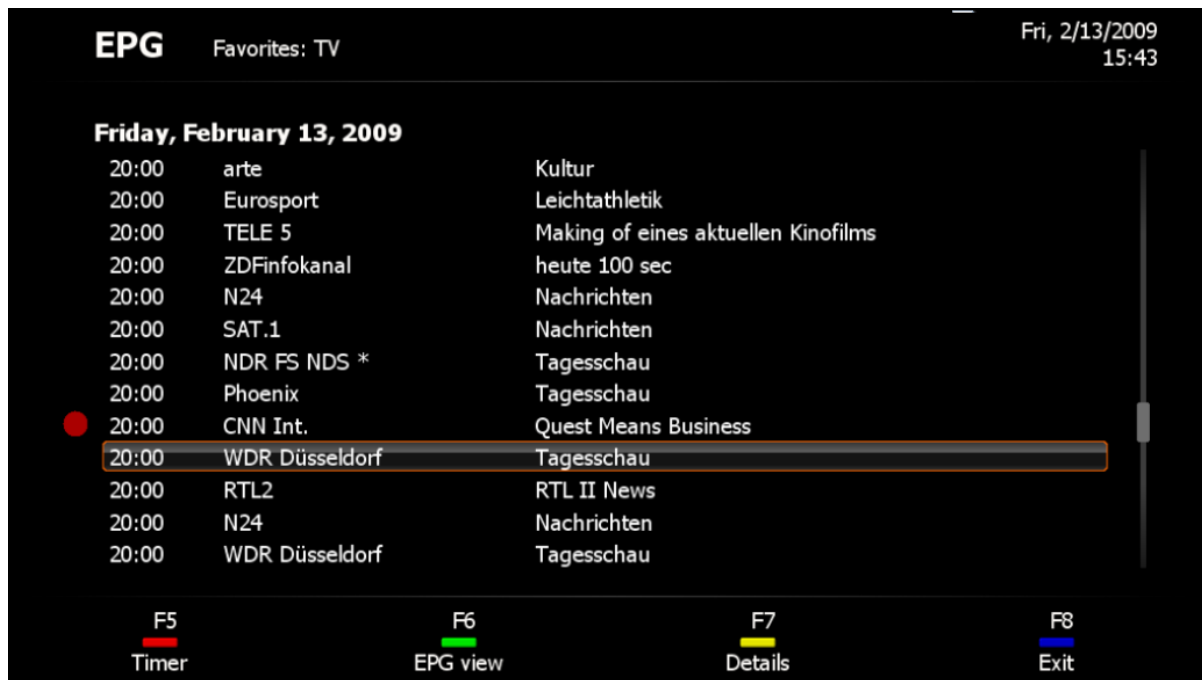 EPG Favorites: TV Fri, 2/13/2009
15:43
Friday, February 13, 2009
20:00 arte Kultur
20:00 Eurosport Leichtathletik
20:00 TELE 5 Making of eines aktuellen Kinofilms
20:00 ZDFinfokanal heute 100 sec
20:00 N24 Nachrichten
20:00 SAT.1 Nachrichten
20:00 NDR FS NDS * Tagesschau
20:00 Phoenix Tagesschau
20:00 CNN Int. Quest Means Business
20:00 WDR Düsseldorf Tagesschau
20:00 RTL2 RTL II News
20:00 N24 Nachrichten
20:00 WDR Düsseldorf Tagesschau
F5 F6 F7 F8
Timer EPG view Details Exit